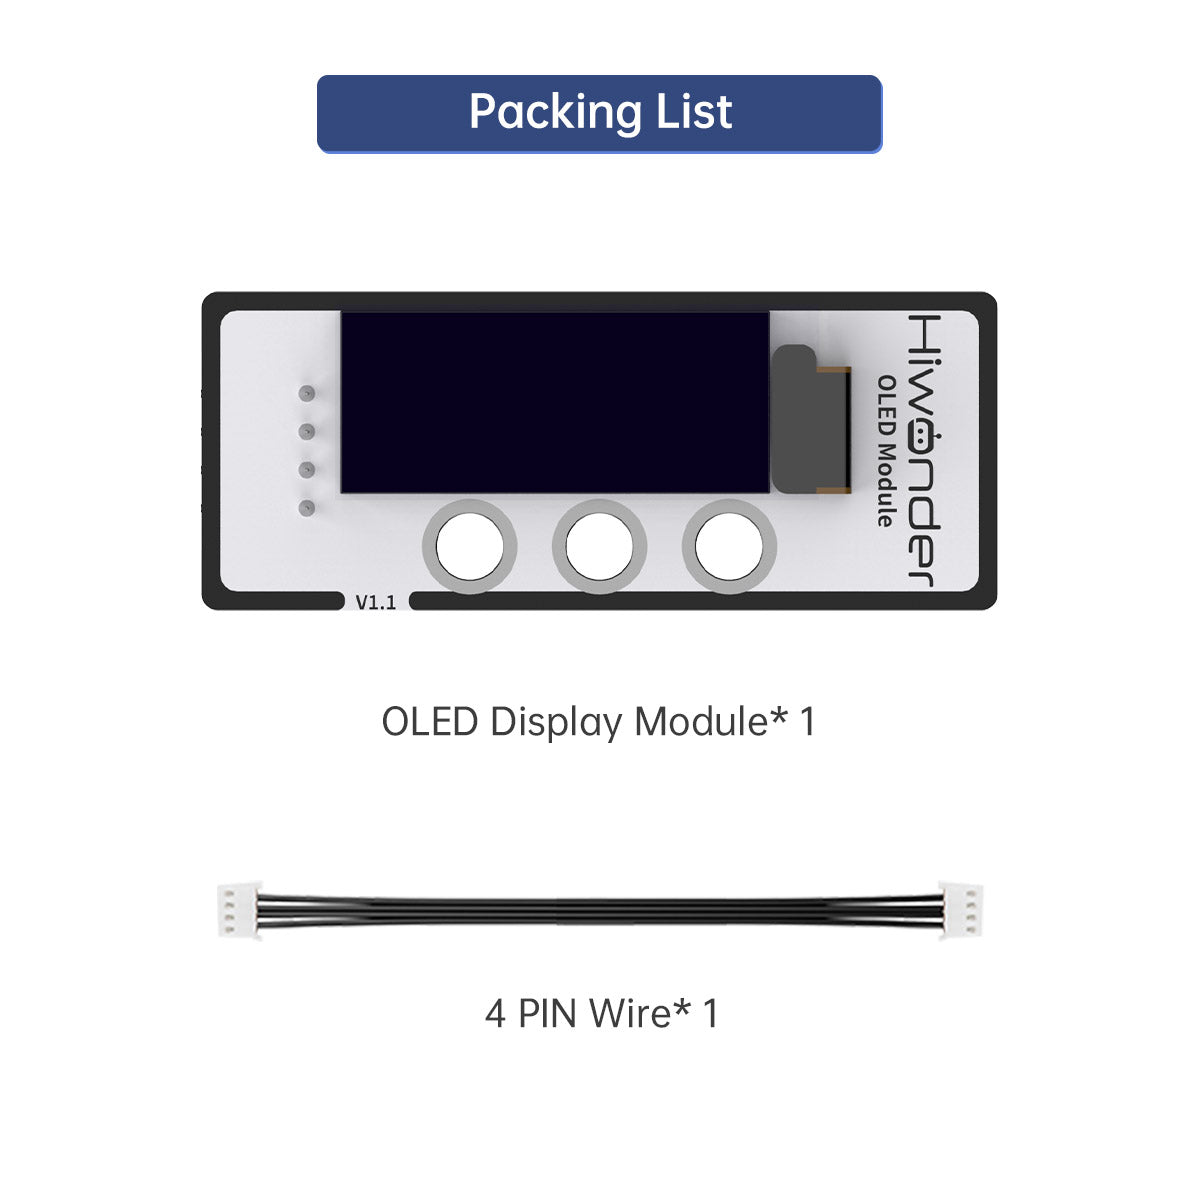 Packing List
Hiwonder
OLED Module
V1.1
OLED Display Module* 1
4 PIN Wire* 1